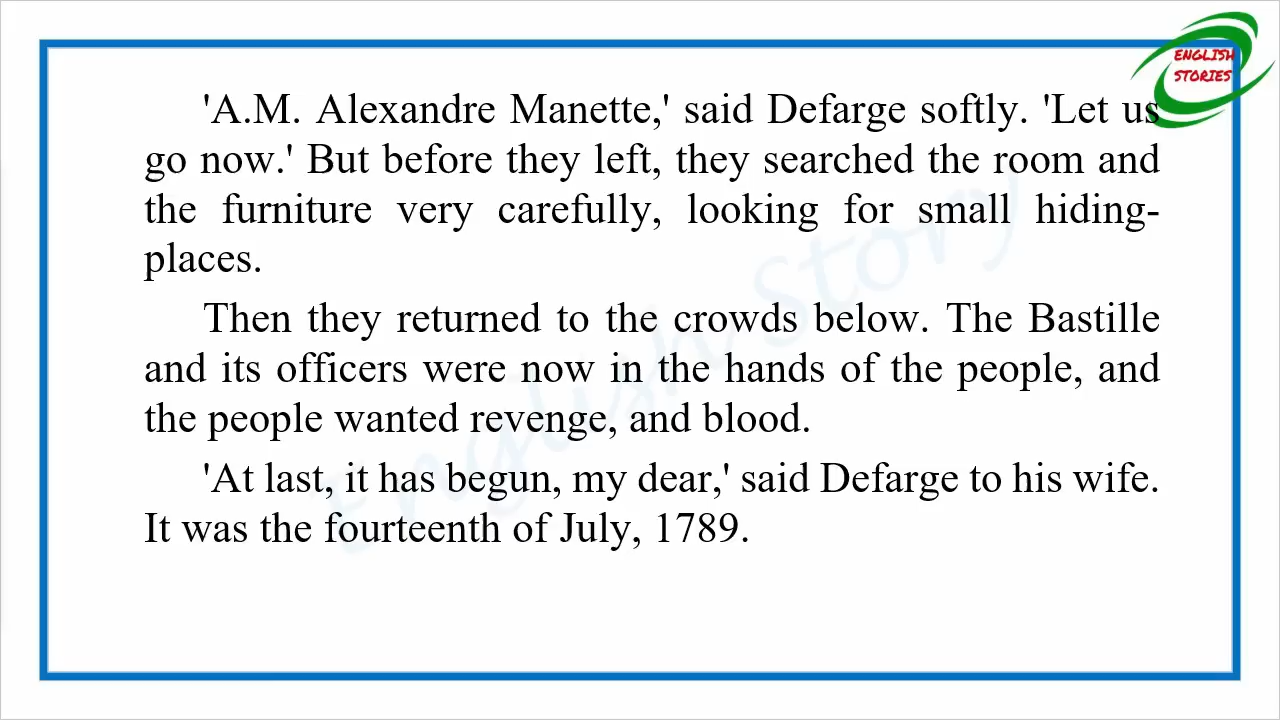 ENGLISH
STORIES
'A.M. Alexandre Manette,' said Defarge softly. 'Let us
go now.' But before they left, they searched the room and
the furniture very carefully, looking for small hiding-
places.
Then they returned to the crowds below. The Bastille
and its officers were now in the hands of the people, and
the people wanted revenge, and blood.
'At last, it has begun, my dear,' said Defarge to his wife.
It was the fourteenth of July, 1789.
English Story